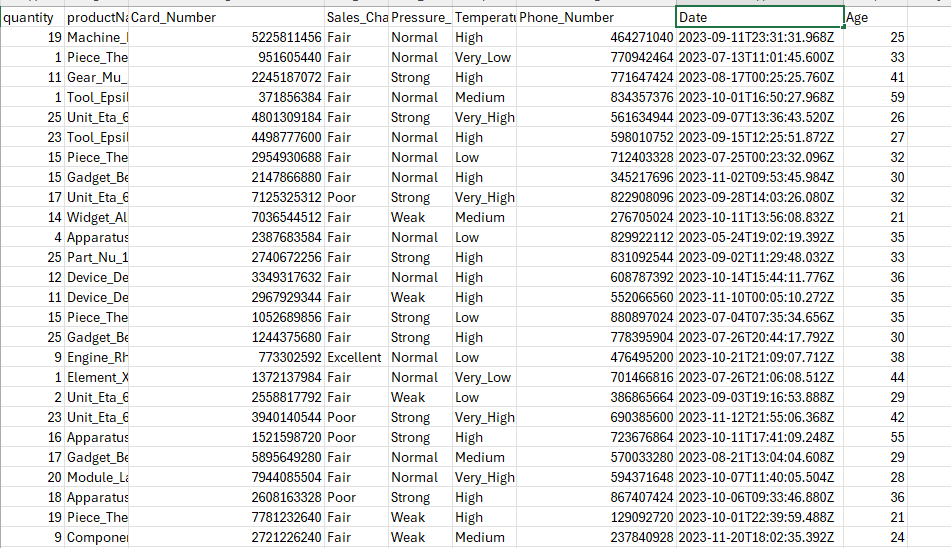 quantity productNa Card_Number Sales_Cha Pressure_ Temperatu Phone_Number Date Age
19 Machine_I 5225811456 Fair Normal High 464271040 2023-09-11T23:31:31.968Z 25
1 Piece_The 951605440 Fair Normal Very_Low 770942464 2023-07-13T11:01:45.600Z 33
11 Gear_Mu_ 2245187072 Fair Strong High 771647424 2023-08-17T00:25:25.760Z 41
1 Tool_Epsil 371856384 Fair Normal Medium 834357376 2023-10-01T16:50:27.968Z 59
25 Unit_Eta_6 4801309184 Fair Strong Very_High 561634944 2023-09-07T13:36:43.520Z 26
23 Tool_Epsil 4498777600 Fair Normal High 598010752 2023-09-15T12:25:51.872Z 27
15 Piece_The 2954930688 Fair Normal Low 712403328 2023-07-25T00:23:32.096Z 32
15 Gadget_Be 2147866880 Fair Normal High 345217696 2023-11-02T09:53:45.984Z 30
17 Unit_Eta_6 7125325312 Poor Strong Very_High 822908096 2023-09-28T14:03:26.080Z 32
14 Widget_Al 7036544512 Fair Weak Medium 276705024 2023-10-11T13:56:08.832Z 21
4 Apparatus 2387683584 Fair Normal Low 829922112 2023-05-24T19:02:19.392Z 35
25 Part_Nu_1 2740672256 Fair Strong High 831092544 2023-09-02T11:29:48.032Z 33
12 Device_De 3349317632 Fair Normal High 608787392 2023-10-14T15:44:11.776Z 36
11 Device_De 2967929344 Fair Weak High 552066560 2023-11-10T00:05:10.272Z 35
15 Piece_The 1052689856 Fair Strong Low 880897024 2023-07-04T07:35:34.656Z 35
25 Gadget_Be 1244375680 Fair Strong High 778395904 2023-07-26T20:44:17.792Z 30
9 Engine_Rh 773302592 Excellent Normal Low 476495200 2023-10-21T21:09:07.712Z 38
1 Element_X 1372137984 Fair Normal Very_Low 701466816 2023-07-26T21:06:08.512Z 44
2 Unit_Eta_6 2558817792 Fair Weak Low 386865664 2023-09-03T19:16:53.888Z 29
23 Unit_Eta_6 3940140544 Poor Strong Very_High 690385600 2023-11-12T21:55:06.368Z 42
16 Apparatus 1521598720 Poor Strong High 723676864 2023-10-11T17:41:09.248Z 55
17 Gadget_Be 5895649280 Fair Normal Medium 570033280 2023-08-21T13:04:04.608Z 29
20 Module_La 7944085504 Fair Normal Very_High 594371648 2023-10-07T11:40:05.504Z 28
18 Apparatus 2608163328 Poor Strong High 867407424 2023-10-06T09:33:46.880Z 36
19 Piece_The 7781232640 Fair Weak High 129092720 2023-10-01T22:39:59.488Z 21
9 Componer 2721226240 Fair Weak Medium 237840928 2023-11-20T18:02:35.392Z 24